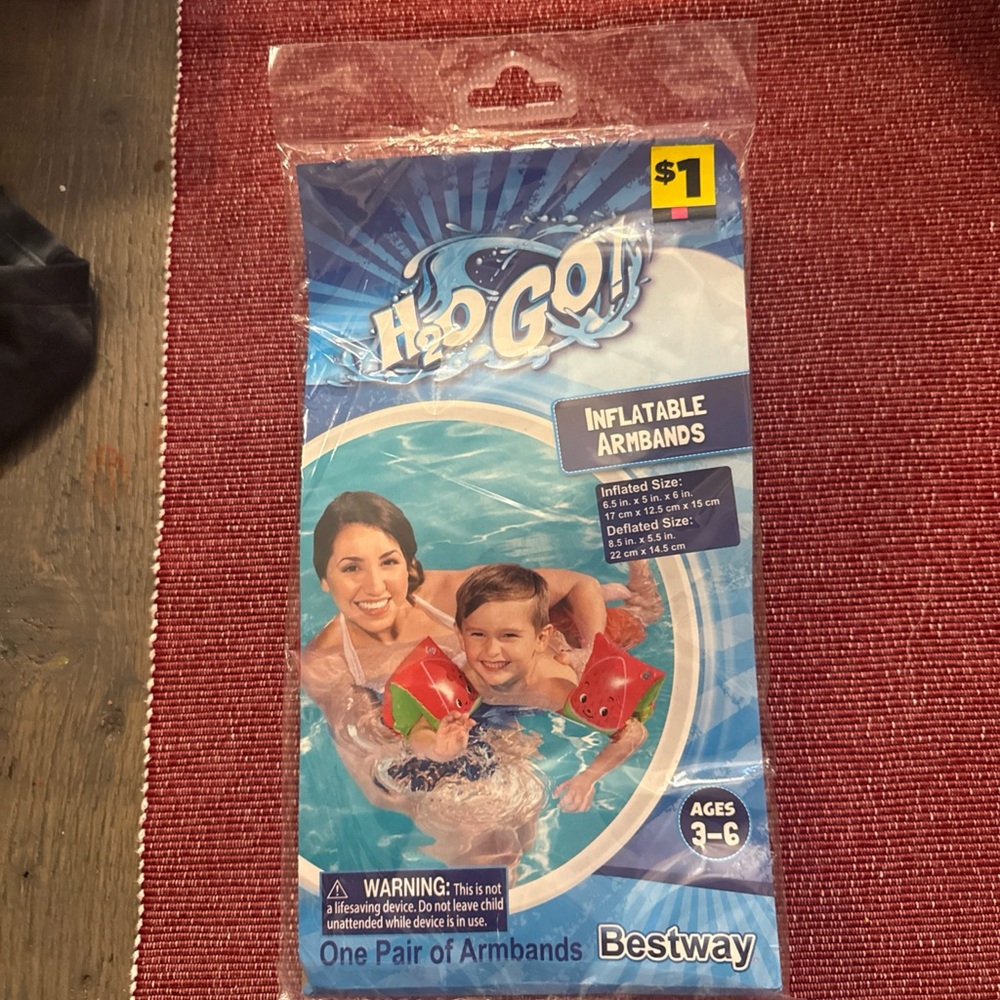 $1
H2O GO!
INFLATABLE
ARMBANDS
Inflated Size:
6.5 in. x 5 in. x 6 in.
17 cm x 12.5 cm x 15 cm
Deflated Size:
8.5 in. x 5.5 in.
22 cm x 14.5 cm
AGES
3-6
WARNING: This is not
a lifesaving device. Do not leave child
unattended while device is in use.
One Pair of Armbands
Bestway